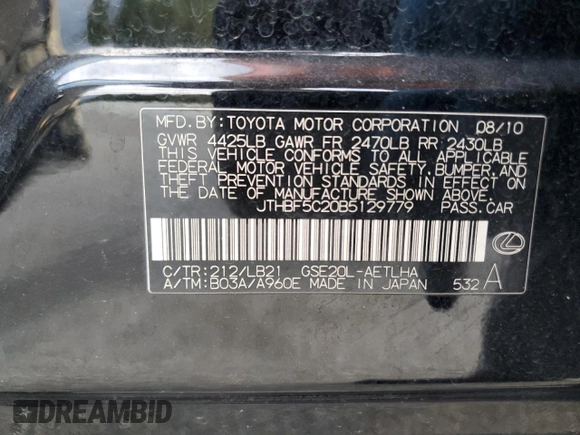 MFD. BY: TOYOTA MOTOR CORPORATION 08/10
GVWR 4425LB GAWR FR 2470LB RR 2430LB
THIS VEHICLE CONFORMS TO ALL APPLICABLE
FEDERAL MOTOR VEHICLE SAFETY, BUMPER, AND
THEFT PREVENTION STANDARDS IN EFFECT ON
THE DATE OF MANUFACTURE SHOWN ABOVE.
JTHBF5C20B5129779 PASS. CAR
C/TR: 212/LB21 GSE20L-AETLHA
A/TM: B03A/A960E MADE IN JAPAN 532 A
DREAMBID